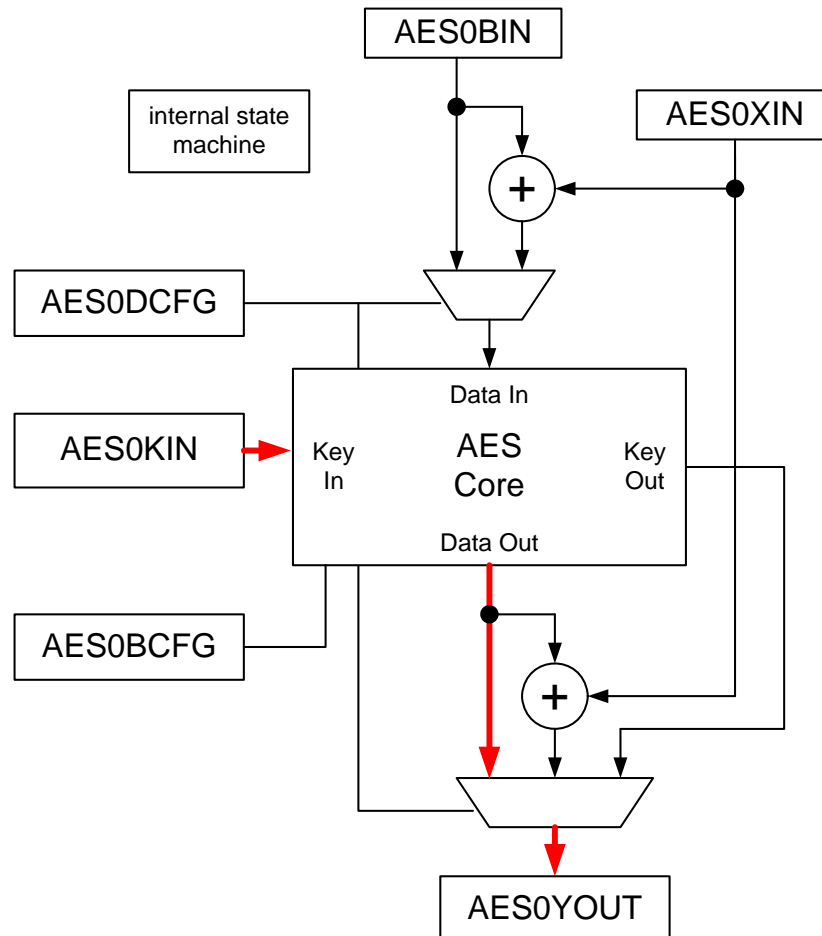 AES0BIN
internal state
machine
AES0XIN
+
AES0DCFG
Data In
AES0KIN
Key
In
AES
Core
Key
Out
Data Out
AES0BCFG
+
AES0YOUT